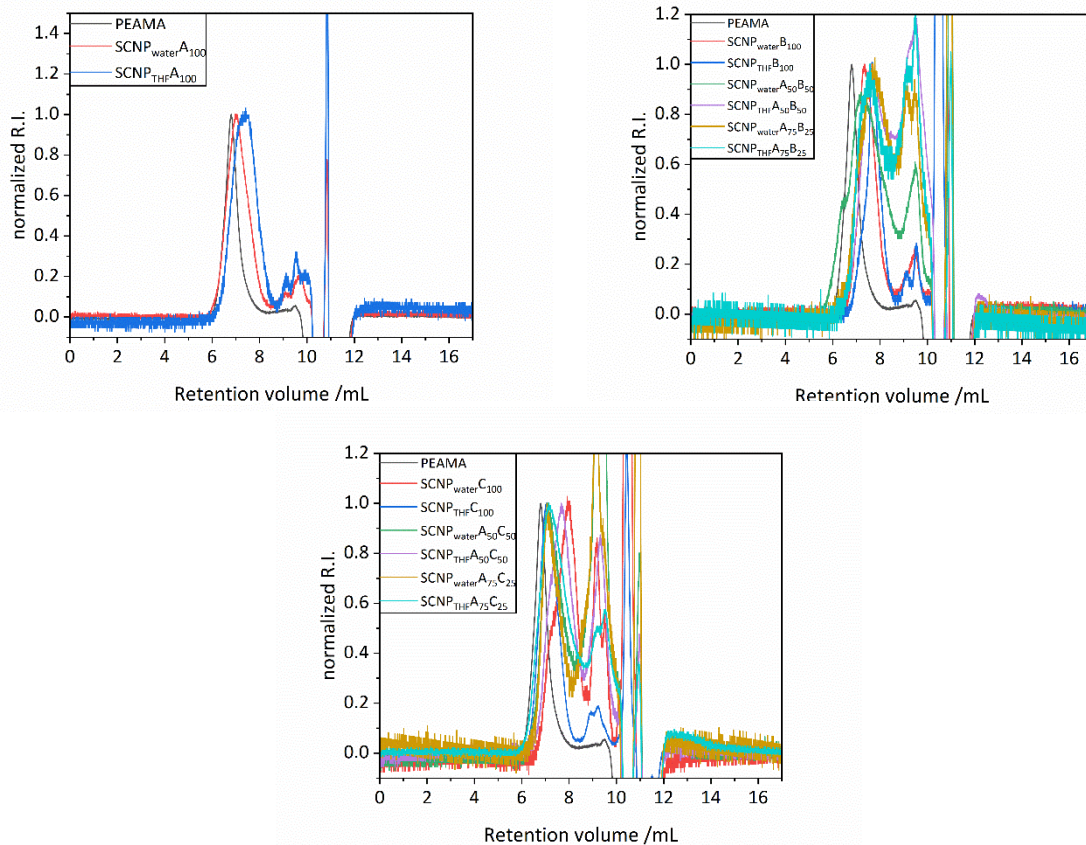 PEAMA
SCNPwaterA100
SCNPTHFA100
normalized R.I.
1.4
1.2
1.0
0.8
0.6
0.4
0.2
0.0
0 2 4 6 8 10 12 14 16
Retention volume /mL
PEAMA
SCNPwaterB100
SCNPTHFB100
SCNPwaterA50B50
SCNPTHFA50B50
SCNPwaterA75B25
SCNPTHFA75B25
normalized R.I.
1.2
1.0
0.8
0.6
0.4
0.2
0.0
0 2 4 6 8 10 12 14 16
Retention volume /mL
PEAMA
SCNPwaterC100
SCNPTHFC100
SCNPwaterA50C50
SCNPTHFA50C50
SCNPwaterA75C25
SCNPTHFA75C25
normalized R.I.
1.2
1.0
0.8
0.6
0.4
0.2
0.0
0 2 4 6 8 10 12 14 16
Retention volume /mL